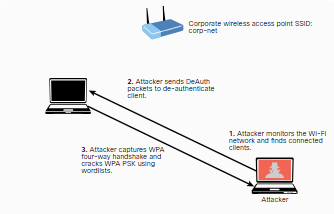 Corporate wireless access point SSID:
corp-net
2. Attacker sends DeAuth
packets to de-authenticate
client.
1. Attacker monitors the Wi-Fi
network and finds connected
clients.
3. Attacker captures WPA
four-way handshake and
cracks WPA PSK using
wordlists.
Attacker